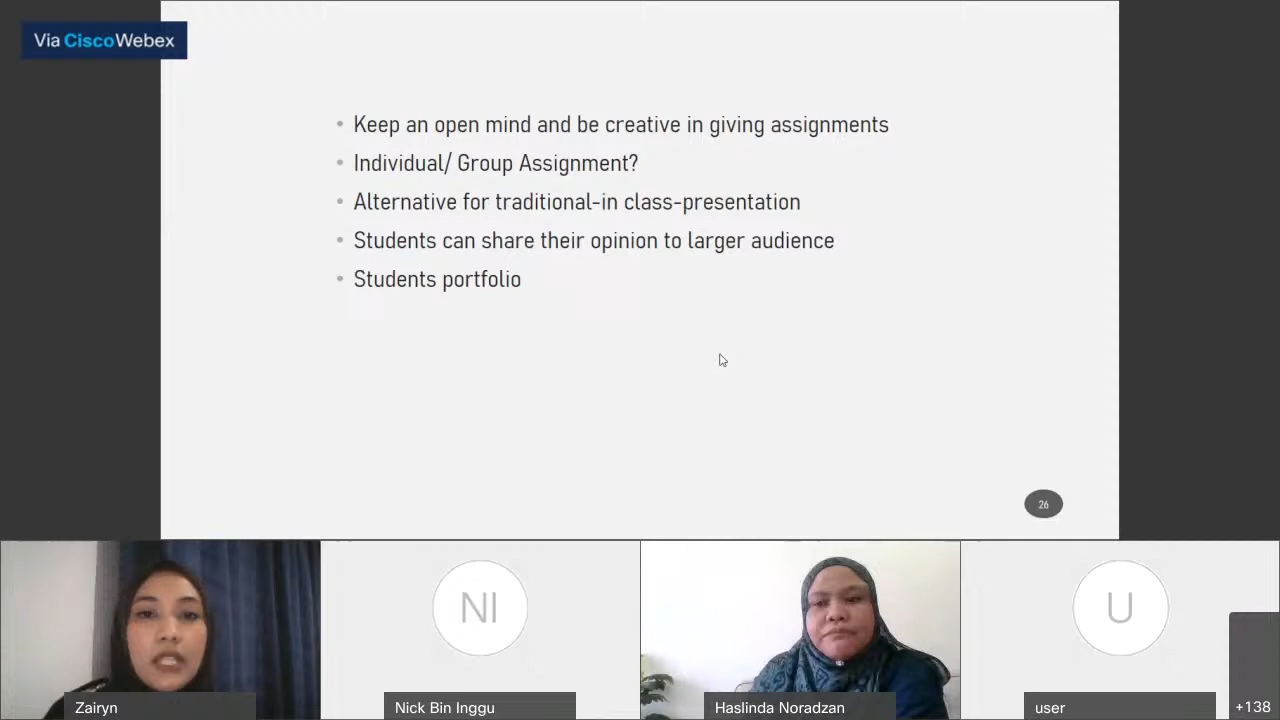 Via CiscoWebex
• Keep an open mind and be creative in giving assignments
• Individual/ Group Assignment?
• Alternative for traditional-in class-presentation
• Students can share their opinion to larger audience
• Students portfolio
26
NI
U
Zairyn
Nick Bin Inggu
Haslinda Noradzan
user
+138